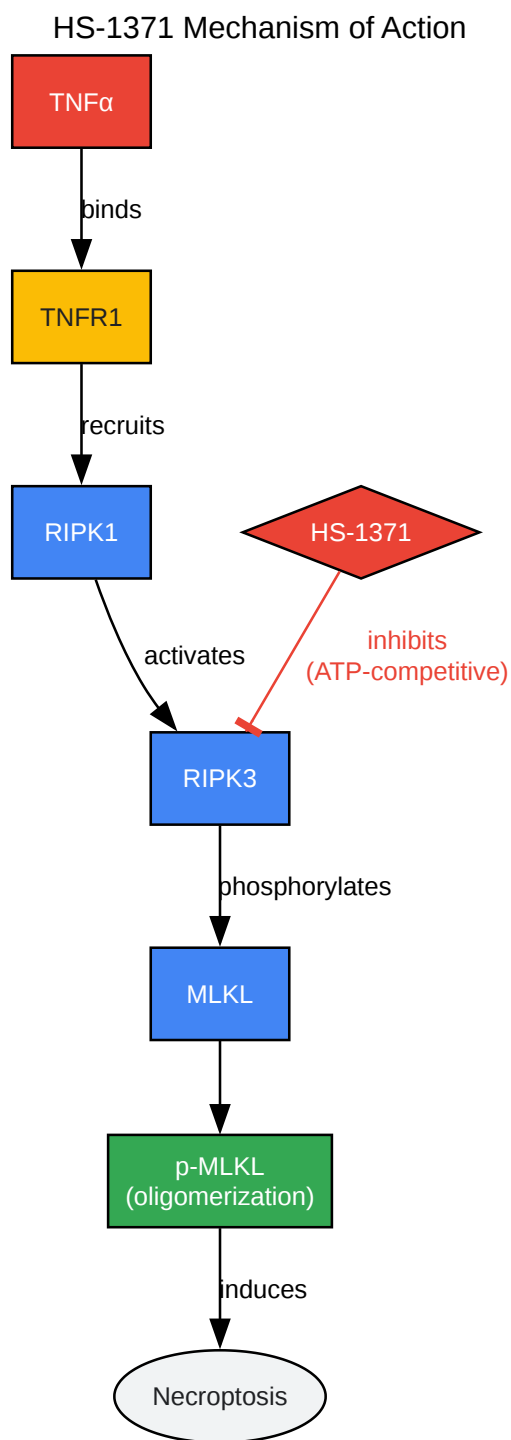 HS-1371 Mechanism of Action
TNFα
binds
TNFR1
recruits
RIPK1
HS-1371
activates
inhibits
(ATP-competitive)
RIPK3
phosphorylates
MLKL
p-MLKL
(oligomerization)
induces
Necroptosis